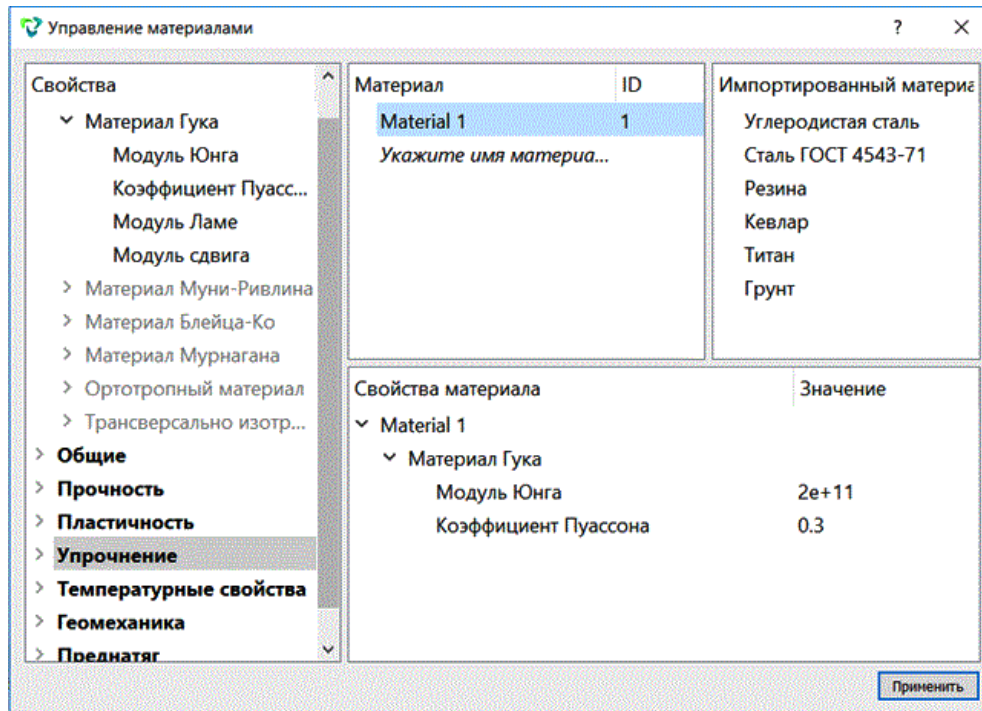 Управление материалами
?
Свойства
Материал Гука
Модуль Юнга
Коэффициент Пуасс...
Модуль Ламе
Модуль сдвига
Материал Муни-Ривлина
Материал Блейца-Ко
Материал Мурнагана
Ортотропный материал
Трансверсально изотр...
Общие
Прочность
Пластичность
Упрочнение
Температурные свойства
Геомеханика
Преднатяг
Материал ID
Material 1 1
Укажите имя материа...
Импортированный материа
Углеродистая сталь
Сталь ГОСТ 4543-71
Резина
Кевлар
Титан
Грунт
Свойства материала Значение
Material 1
Материал Гука
Модуль Юнга 2e+11
Коэффициент Пуассона 0.3
Применить